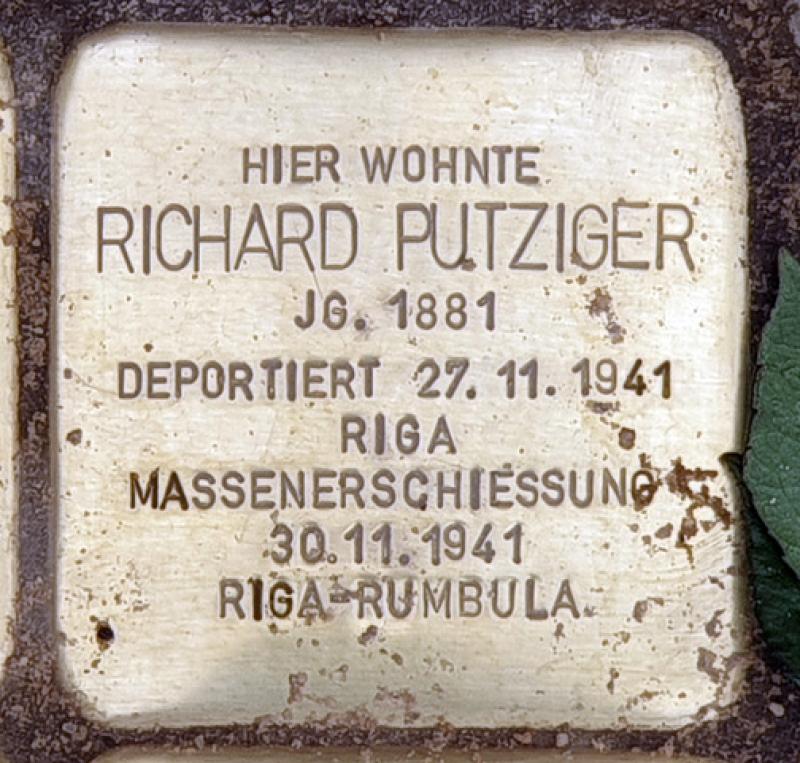 HIER WOHNTE
RICHARD PUTZIGER
JG. 1881
DEPORTIERT 27. 11. 1941
RIGA
MASSENERSCHIESSUNG
30.11.1941
RIGA-RUMBULA